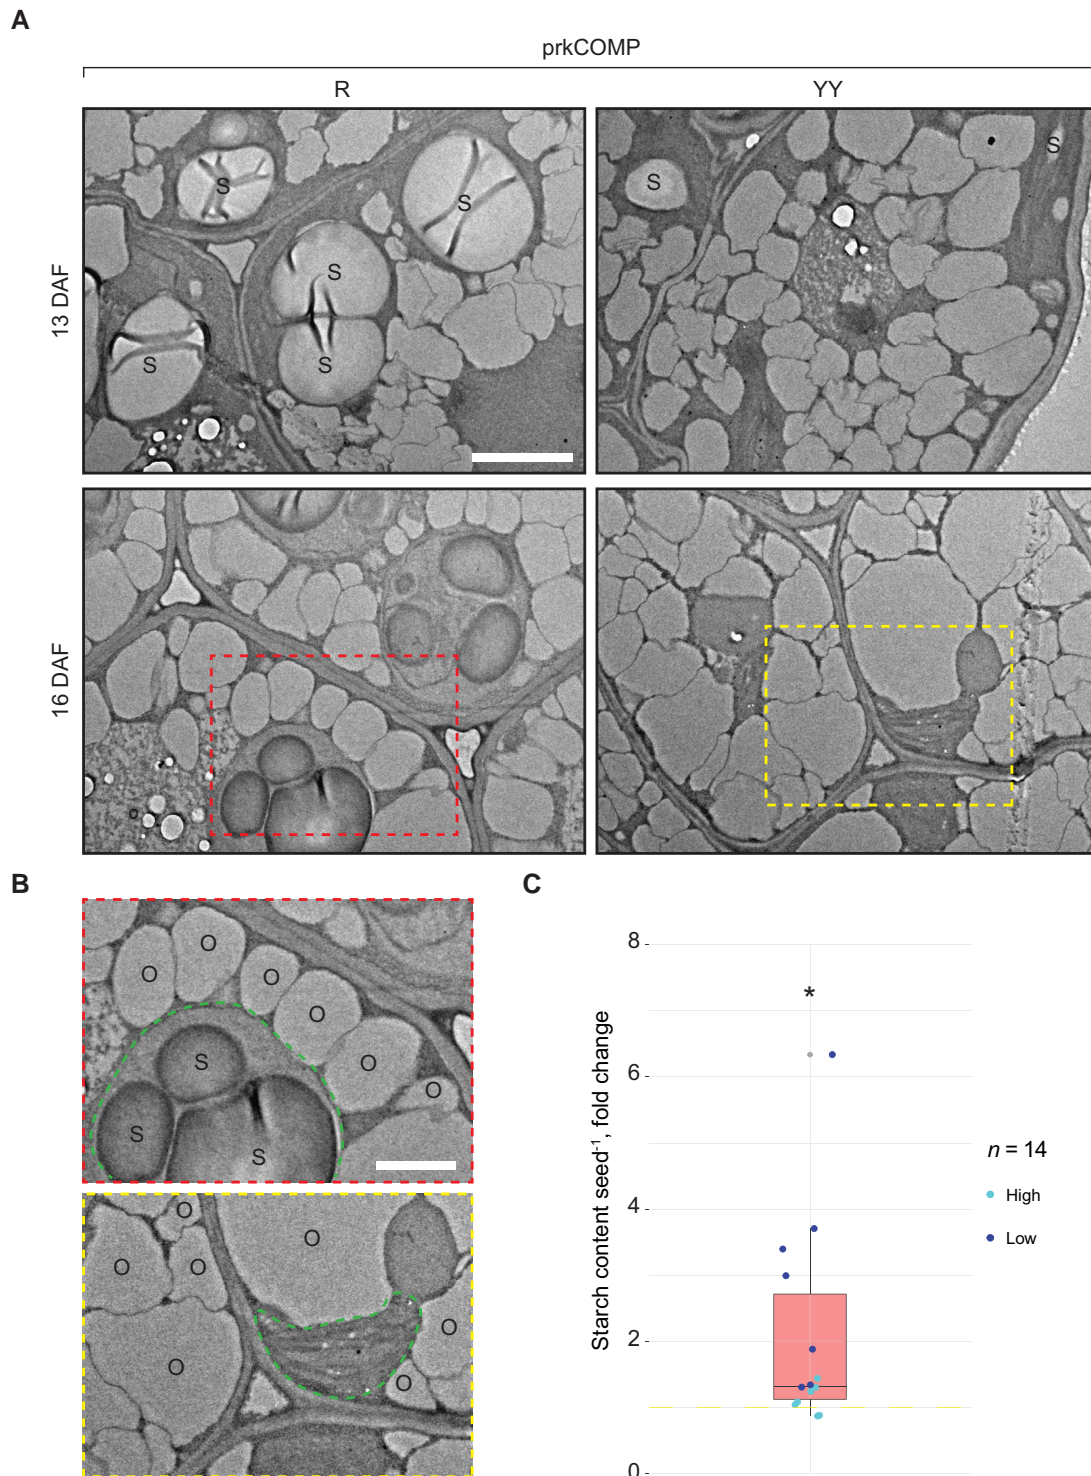 A
prkCOMP
R
YY
13 DAF
S
S
S
S
S
S
S
16 DAF
B
O
O
O
O
O
O
S
S
S
O
O
O
O
O
O
O
C
Starch content seed⁻¹, fold change
8
6
4
2
0
*
n = 14
High
Low